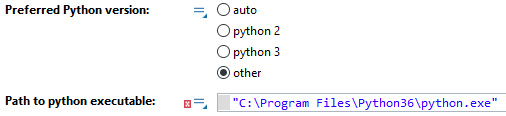 Preferred Python version:
auto
python 2
python 3
other
Path to python executable:
"C:\Program Files\Python36\python.exe"